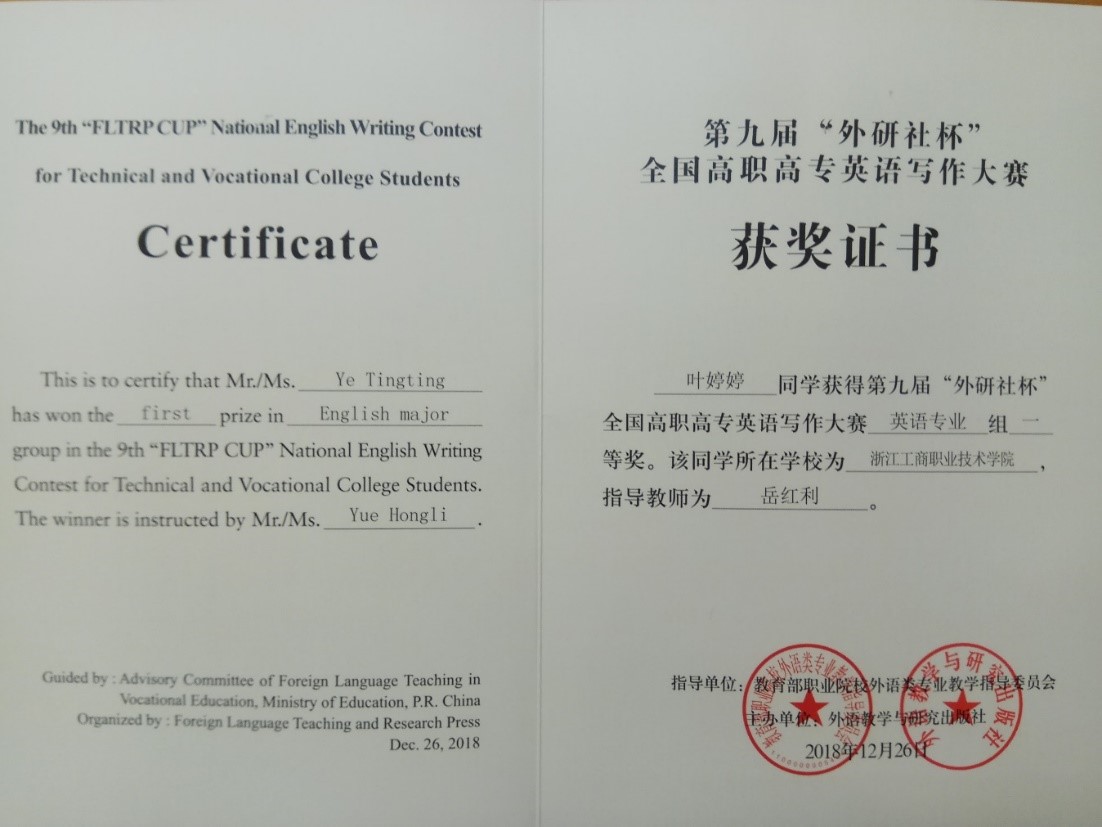 The 9th “FLTRP CUP” National English Writing Contest
for Technical and Vocational College Students
Certificate
This is to certify that Mr./Ms. Ye Tingting
has won the first prize in English major
group in the 9th “FLTRP CUP” National English Writing
Contest for Technical and Vocational College Students.
The winner is instructed by Mr./Ms. Yue Hongli .
Guided by : Advisory Committee of Foreign Language Teaching in
Vocational Education, Ministry of Education, P.R. China
Organized by : Foreign Language Teaching and Research Press
Dec. 26, 2018
第九届“外研社杯”
全国高职高专英语写作大赛
获奖证书
叶婷婷 同学获得第九届“外研社杯”
全国高职高专英语写作大赛 英语专业 组 一
等奖。该同学所在学校为 浙江工商职业技术学院 ，
指导教师为 岳红利 。
指导单位：教育部职业院校外语类专业教学指导委员会
主办单位：外语教学与研究出版社
2018年12月26日
外语教学与研究出版社